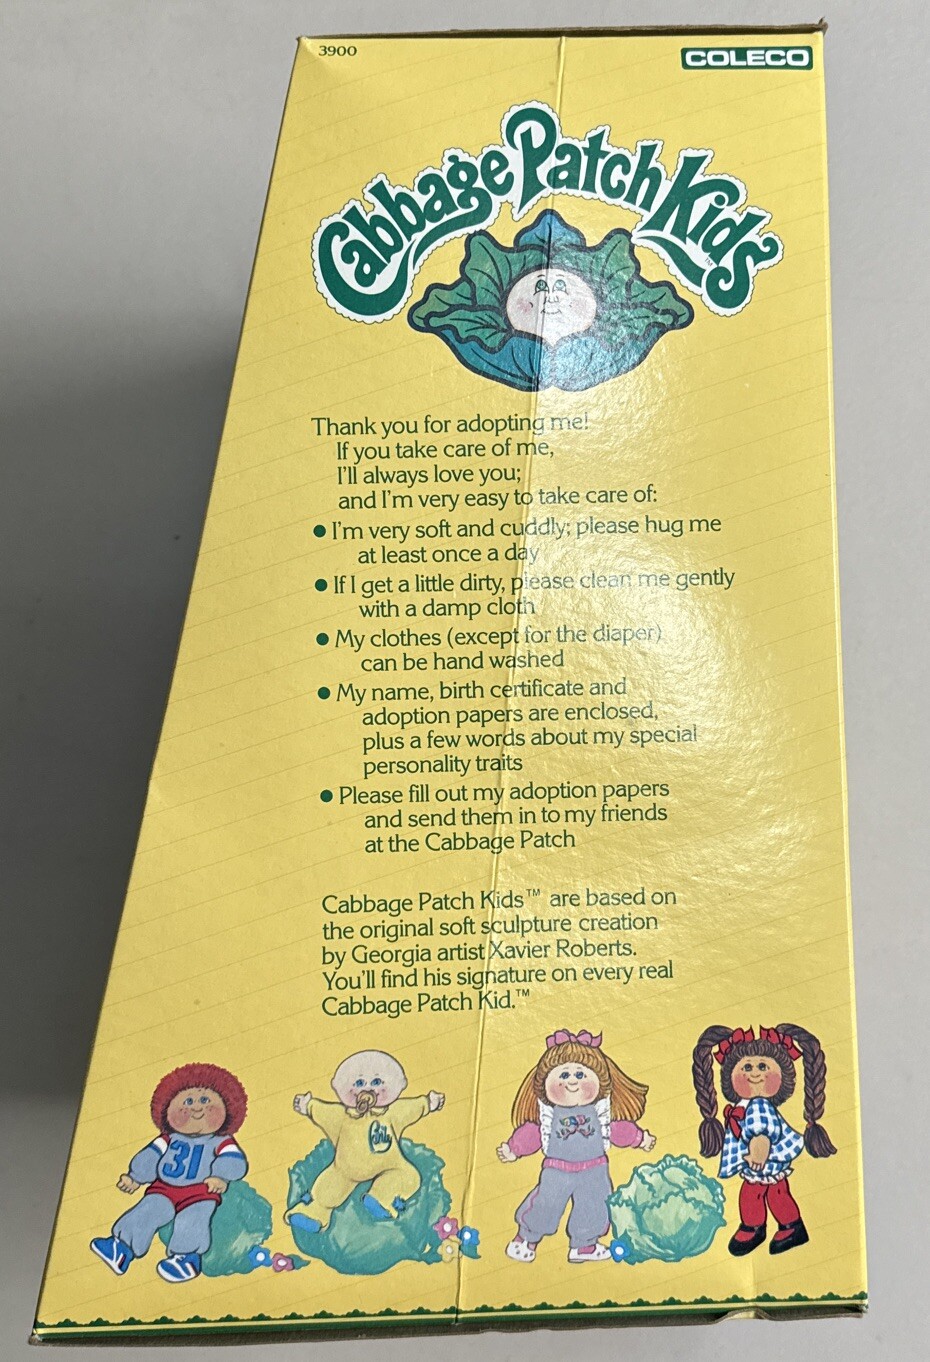 3900
COLECO
Cabbage Patch Kids™
Thank you for adopting me!
If you take care of me,
I'll always love you;
and I'm very easy to take care of:
● I'm very soft and cuddly; please hug me
at least once a day
● If I get a little dirty, please clean me gently
with a damp cloth
● My clothes (except for the diaper)
can be hand washed
● My name, birth certificate and
adoption papers are enclosed,
plus a few words about my special
personality traits
● Please fill out my adoption papers
and send them in to my friends
at the Cabbage Patch
Cabbage Patch Kids™ are based on
the original soft sculpture creation
by Georgia artist Xavier Roberts.
You'll find his signature on every real
Cabbage Patch Kid.™
31